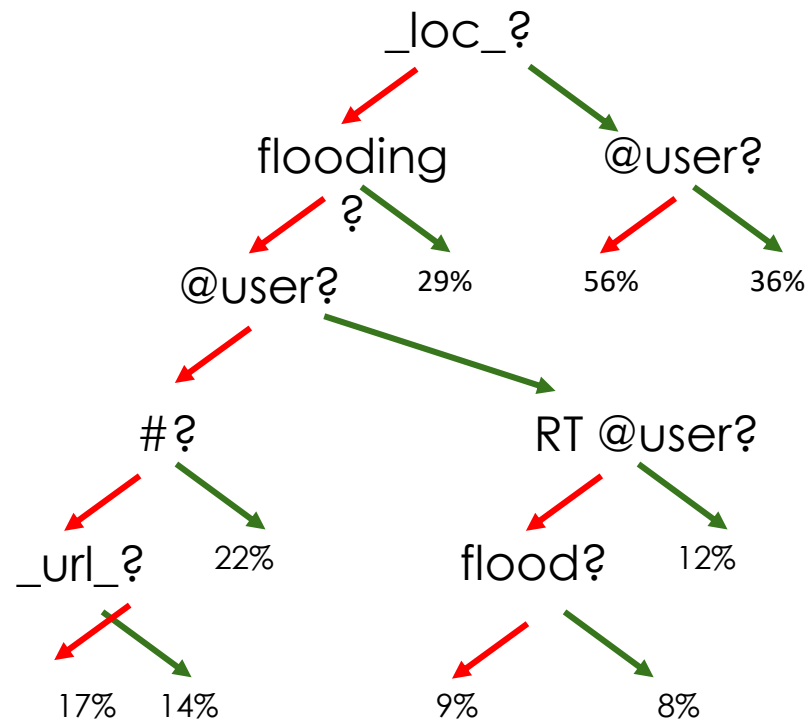 _loc_?
flooding
?
@user?
@user?
29%
56%
36%
#?
RT @user?
_url_?
22%
flood?
12%
17%
14%
9%
8%